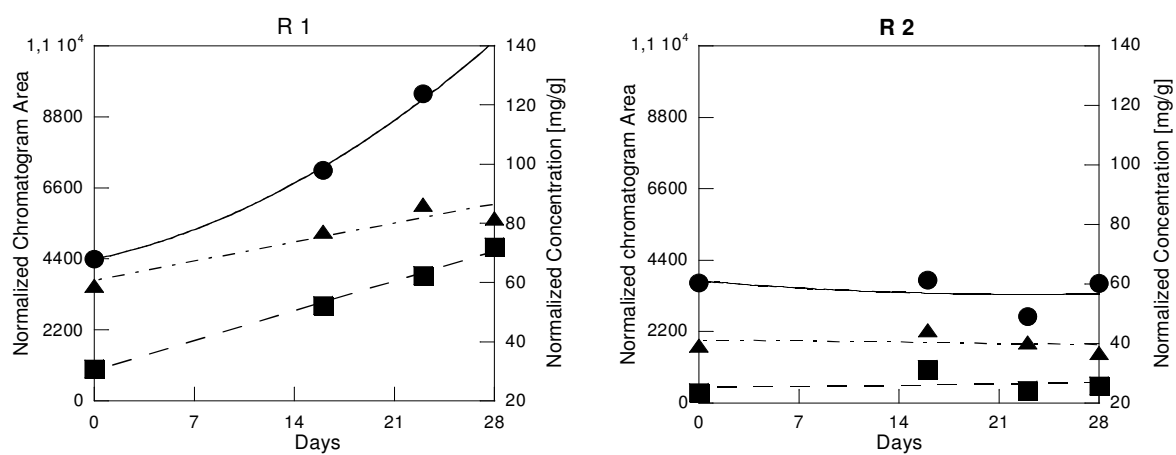 R 1
1,1 10⁴
8800
6600
4400
2200
0
Normalized Chromatogram Area
140
120
100
80
60
40
20
Normalized Concentration [mg/g]
0 7 14 21 28
Days
R 2
1,1 10⁴
8800
6600
4400
2200
0
Normalized chromatogram Area
140
120
100
80
60
40
20
Normalized Concentration [mg/g]
0 7 14 21 28
Days